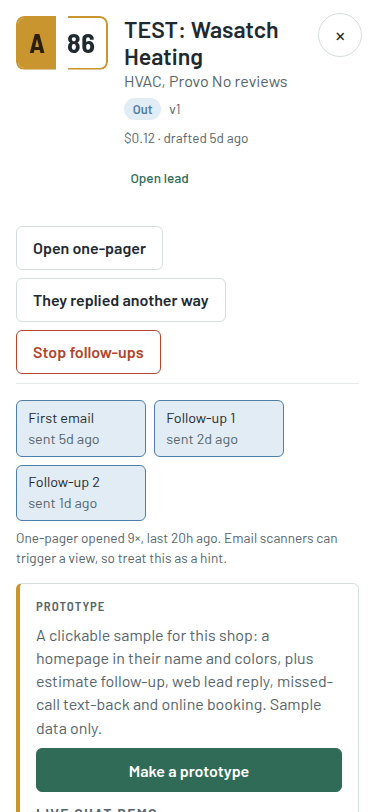 A 86
TEST: Wasatch
Heating
×
HVAC, Provo No reviews
Out v1
$0.12 · drafted 5d ago
Open lead
Open one-pager
They replied another way
Stop follow-ups
First email
sent 5d ago
Follow-up 1
sent 2d ago
Follow-up 2
sent 1d ago
One-pager opened 9×, last 20h ago. Email scanners can
trigger a view, so treat this as a hint.
PROTOTYPE
A clickable sample for this shop: a
homepage in their name and colors, plus
estimate follow-up, web lead reply, missed-
call text-back and online booking. Sample
data only.
Make a prototype
LIVE CHAT DEMO